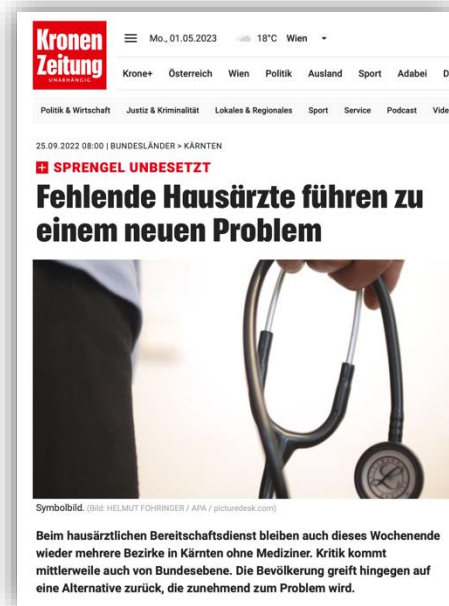 Kronen
Zeitung
UNABHÄNGIG
Mo., 01.05.2023 18°C Wien
Krone+ Österreich Wien Politik Ausland Sport Adabei D
Politik & Wirtschaft Justiz & Kriminalität Lokales & Regionales Sport Service Podcast Vide
25.09.2022 08:00 | BUNDESLÄNDER > KÄRNTEN
+ SPRENGEL UNBESETZT
Fehlende Hausärzte führen zu
einem neuen Problem
Symbolbild. (Bild: HELMUT FOHRINGER / APA / picturedesk.com)
Beim hausärztlichen Bereitschaftsdienst bleiben auch dieses Wochenende
wieder mehrere Bezirke in Kärnten ohne Mediziner. Kritik kommt
mittlerweile auch von Bundesebene. Die Bevölkerung greift hingegen auf
eine Alternative zurück, die zunehmend zum Problem wird.